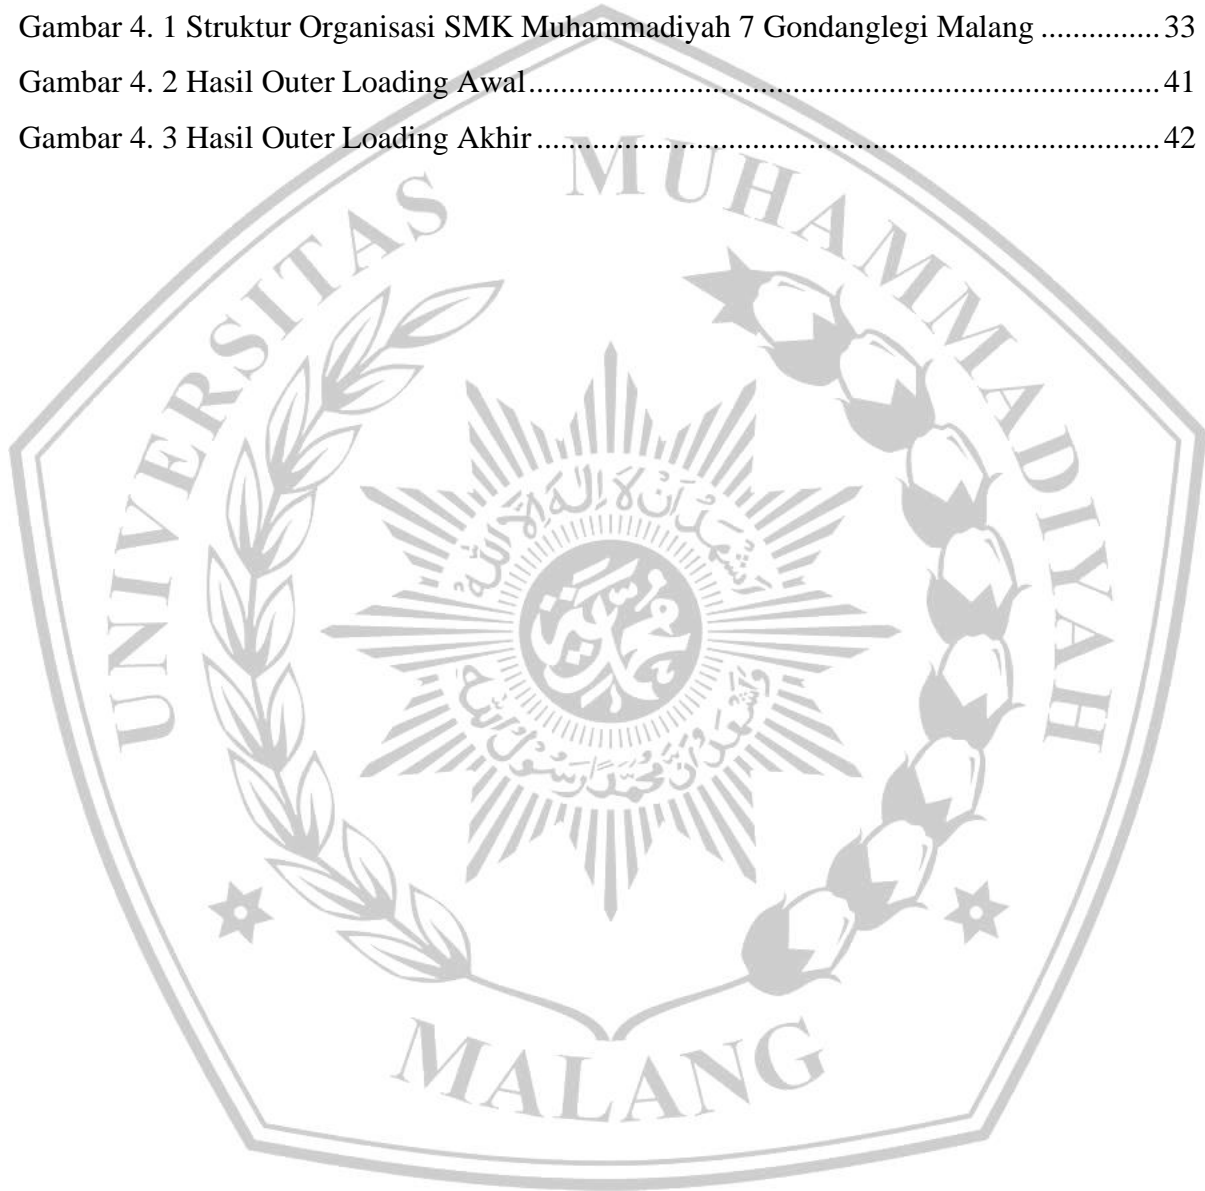 Gambar 4. 1 Struktur Organisasi SMK Muhammadiyah 7 Gondanglegi Malang ............... 33
Gambar 4. 2 Hasil Outer Loading Awal ................................................................................ 41
Gambar 4. 3 Hasil Outer Loading Akhir ............................................................................... 42
UNIVERSITAS MUHAMMADIYAH
MALANG